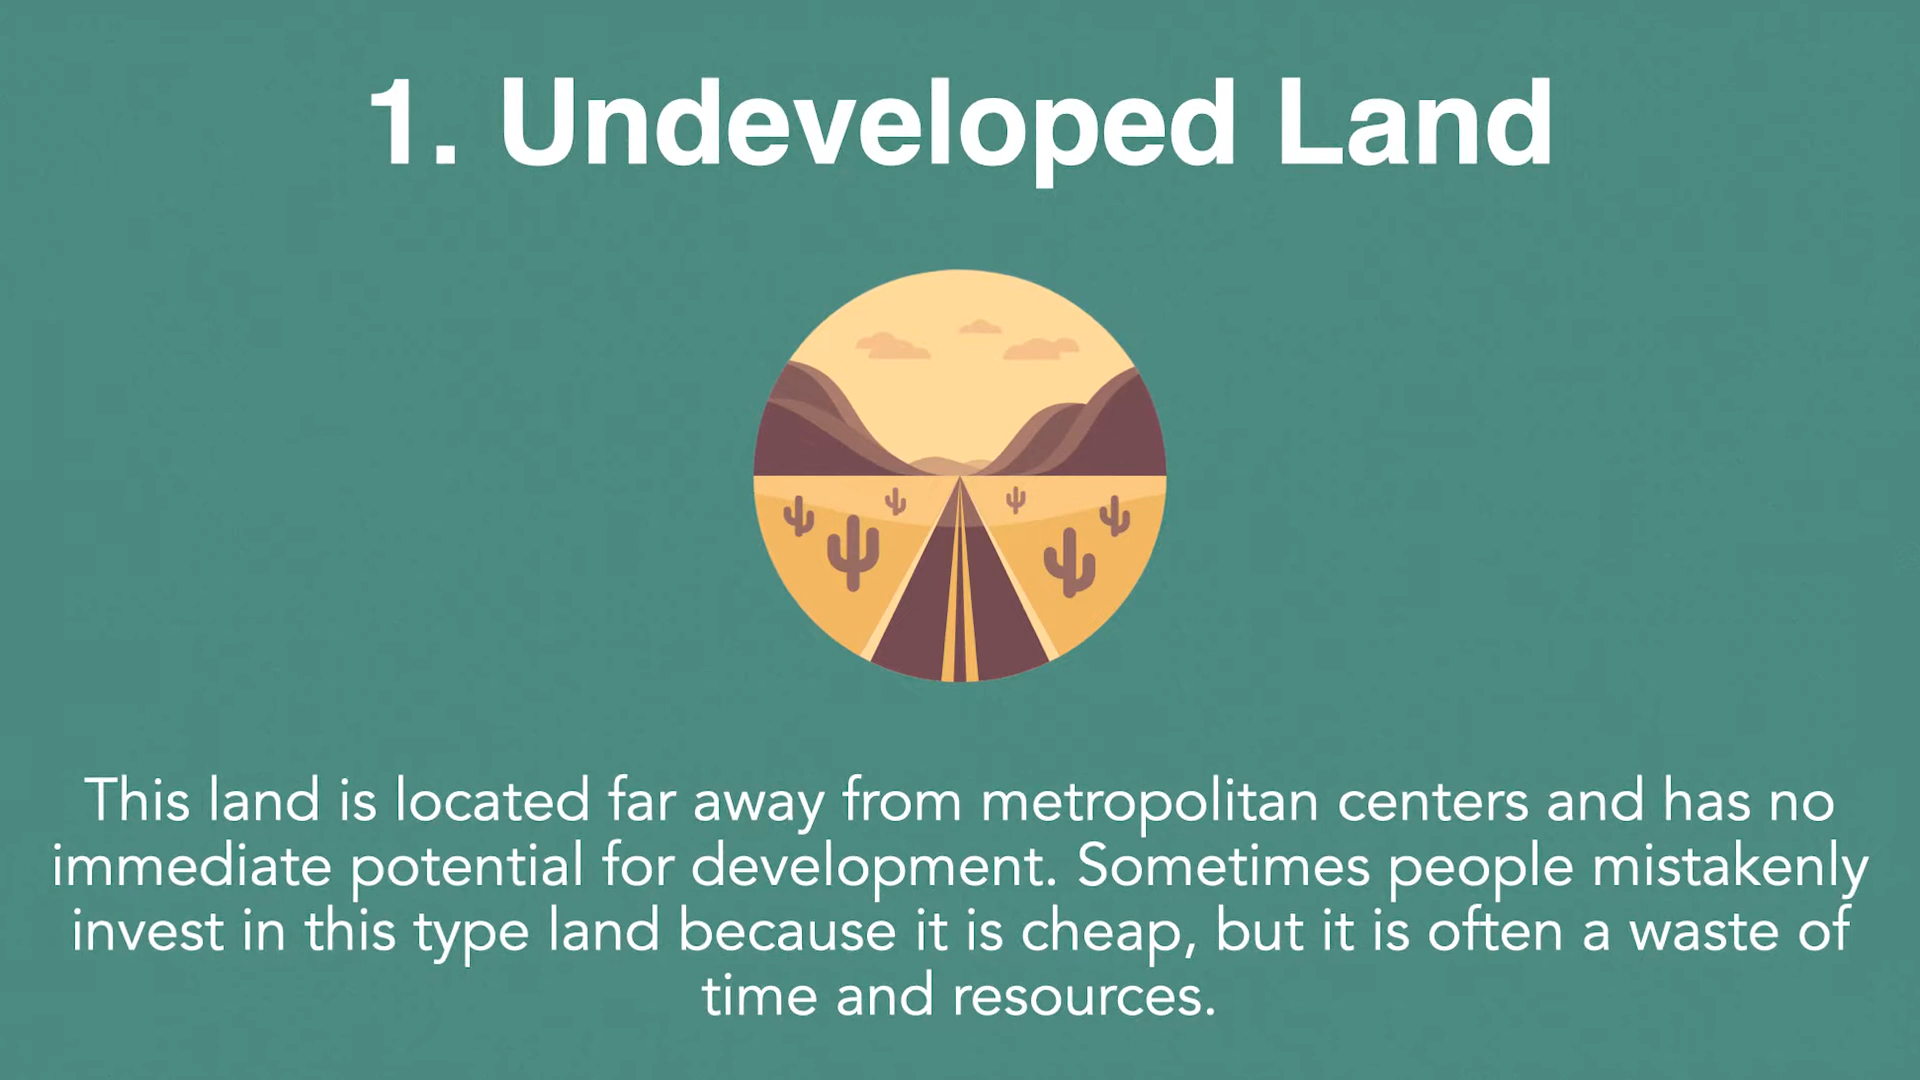 1. Undeveloped Land
This land is located far away from metropolitan centers and has no
immediate potential for development. Sometimes people mistakenly
invest in this type land because it is cheap, but it is often a waste of
time and resources.